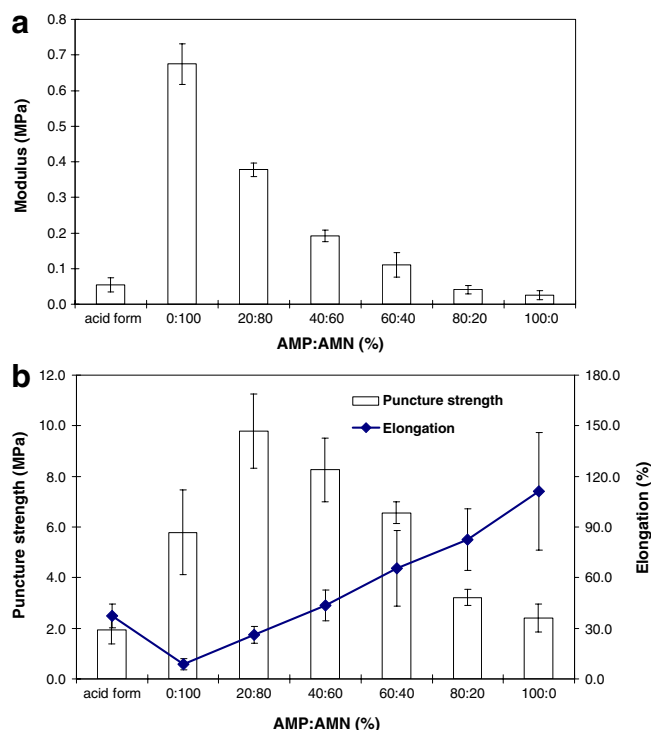 a
0.8
0.7
0.6
0.5
0.4
0.3
0.2
0.1
0.0
Modulus (MPa)
acid form 0:100 20:80 40:60 60:40 80:20 100:0
AMP:AMN (%)
b
12.0
10.0
8.0
6.0
4.0
2.0
0.0
Puncture strength (MPa)
Puncture strength
Elongation
180.0
150.0
120.0
90.0
60.0
30.0
0.0
Elongation (%)
acid form 0:100 20:80 40:60 60:40 80:20 100:0
AMP:AMN (%)